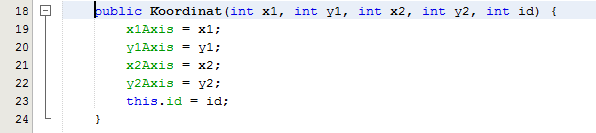 18 public Koordinat(int x1, int y1, int x2, int y2, int id) {
19 x1Axis = x1;
20 y1Axis = y1;
21 x2Axis = x2;
22 y2Axis = y2;
23 this.id = id;
24 }